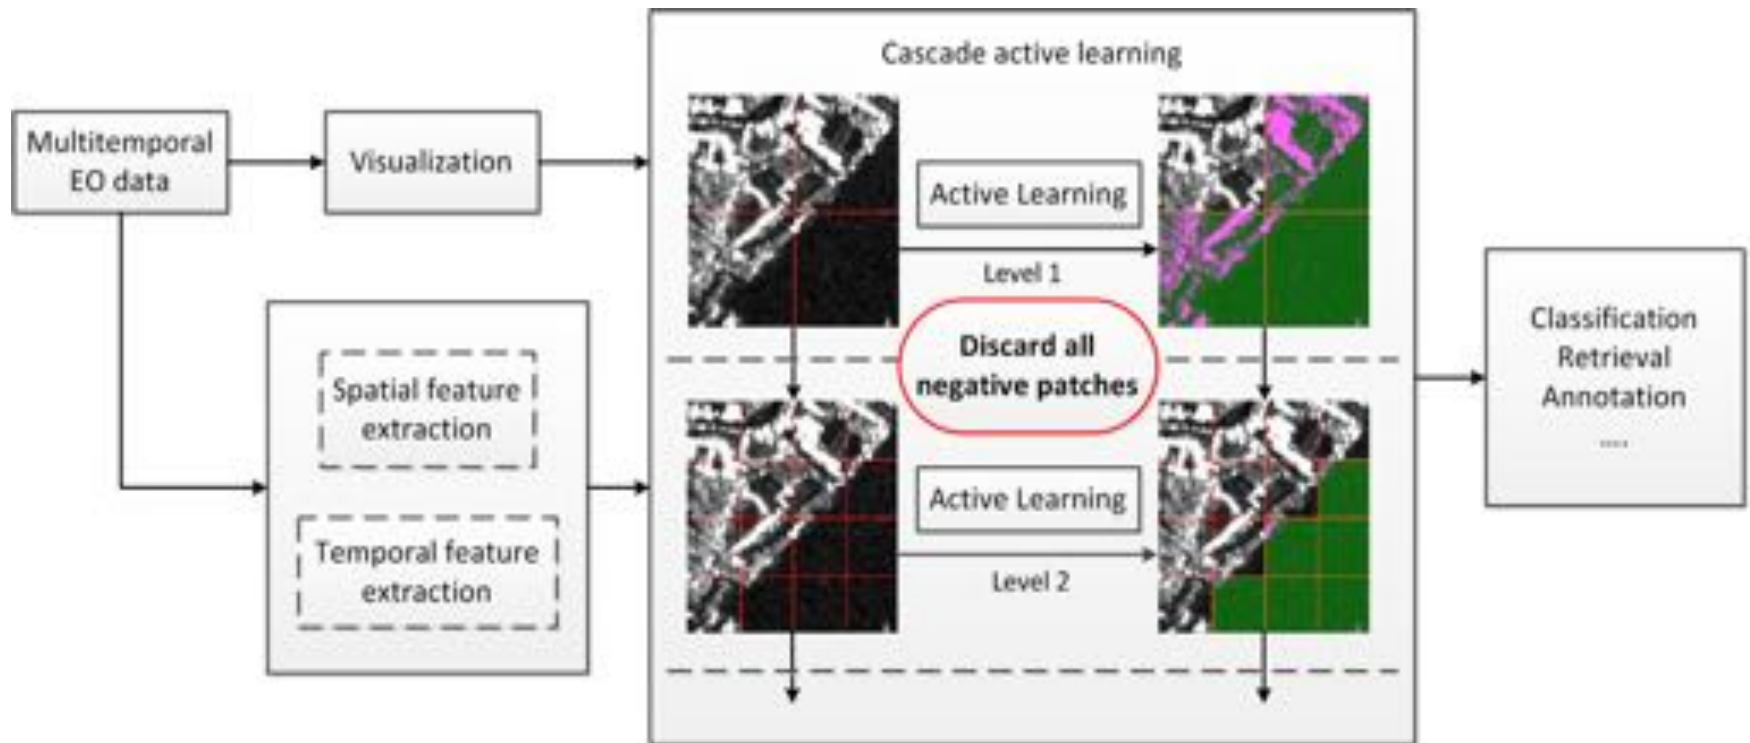 Cascade active learning
Multitemporal
EO data
Visualization
Active Learning
Level 1
Spatial feature
extraction
Temporal feature
extraction
Discard all
negative patches
Active Learning
Level 2
Classification
Retrieval
Annotation
....